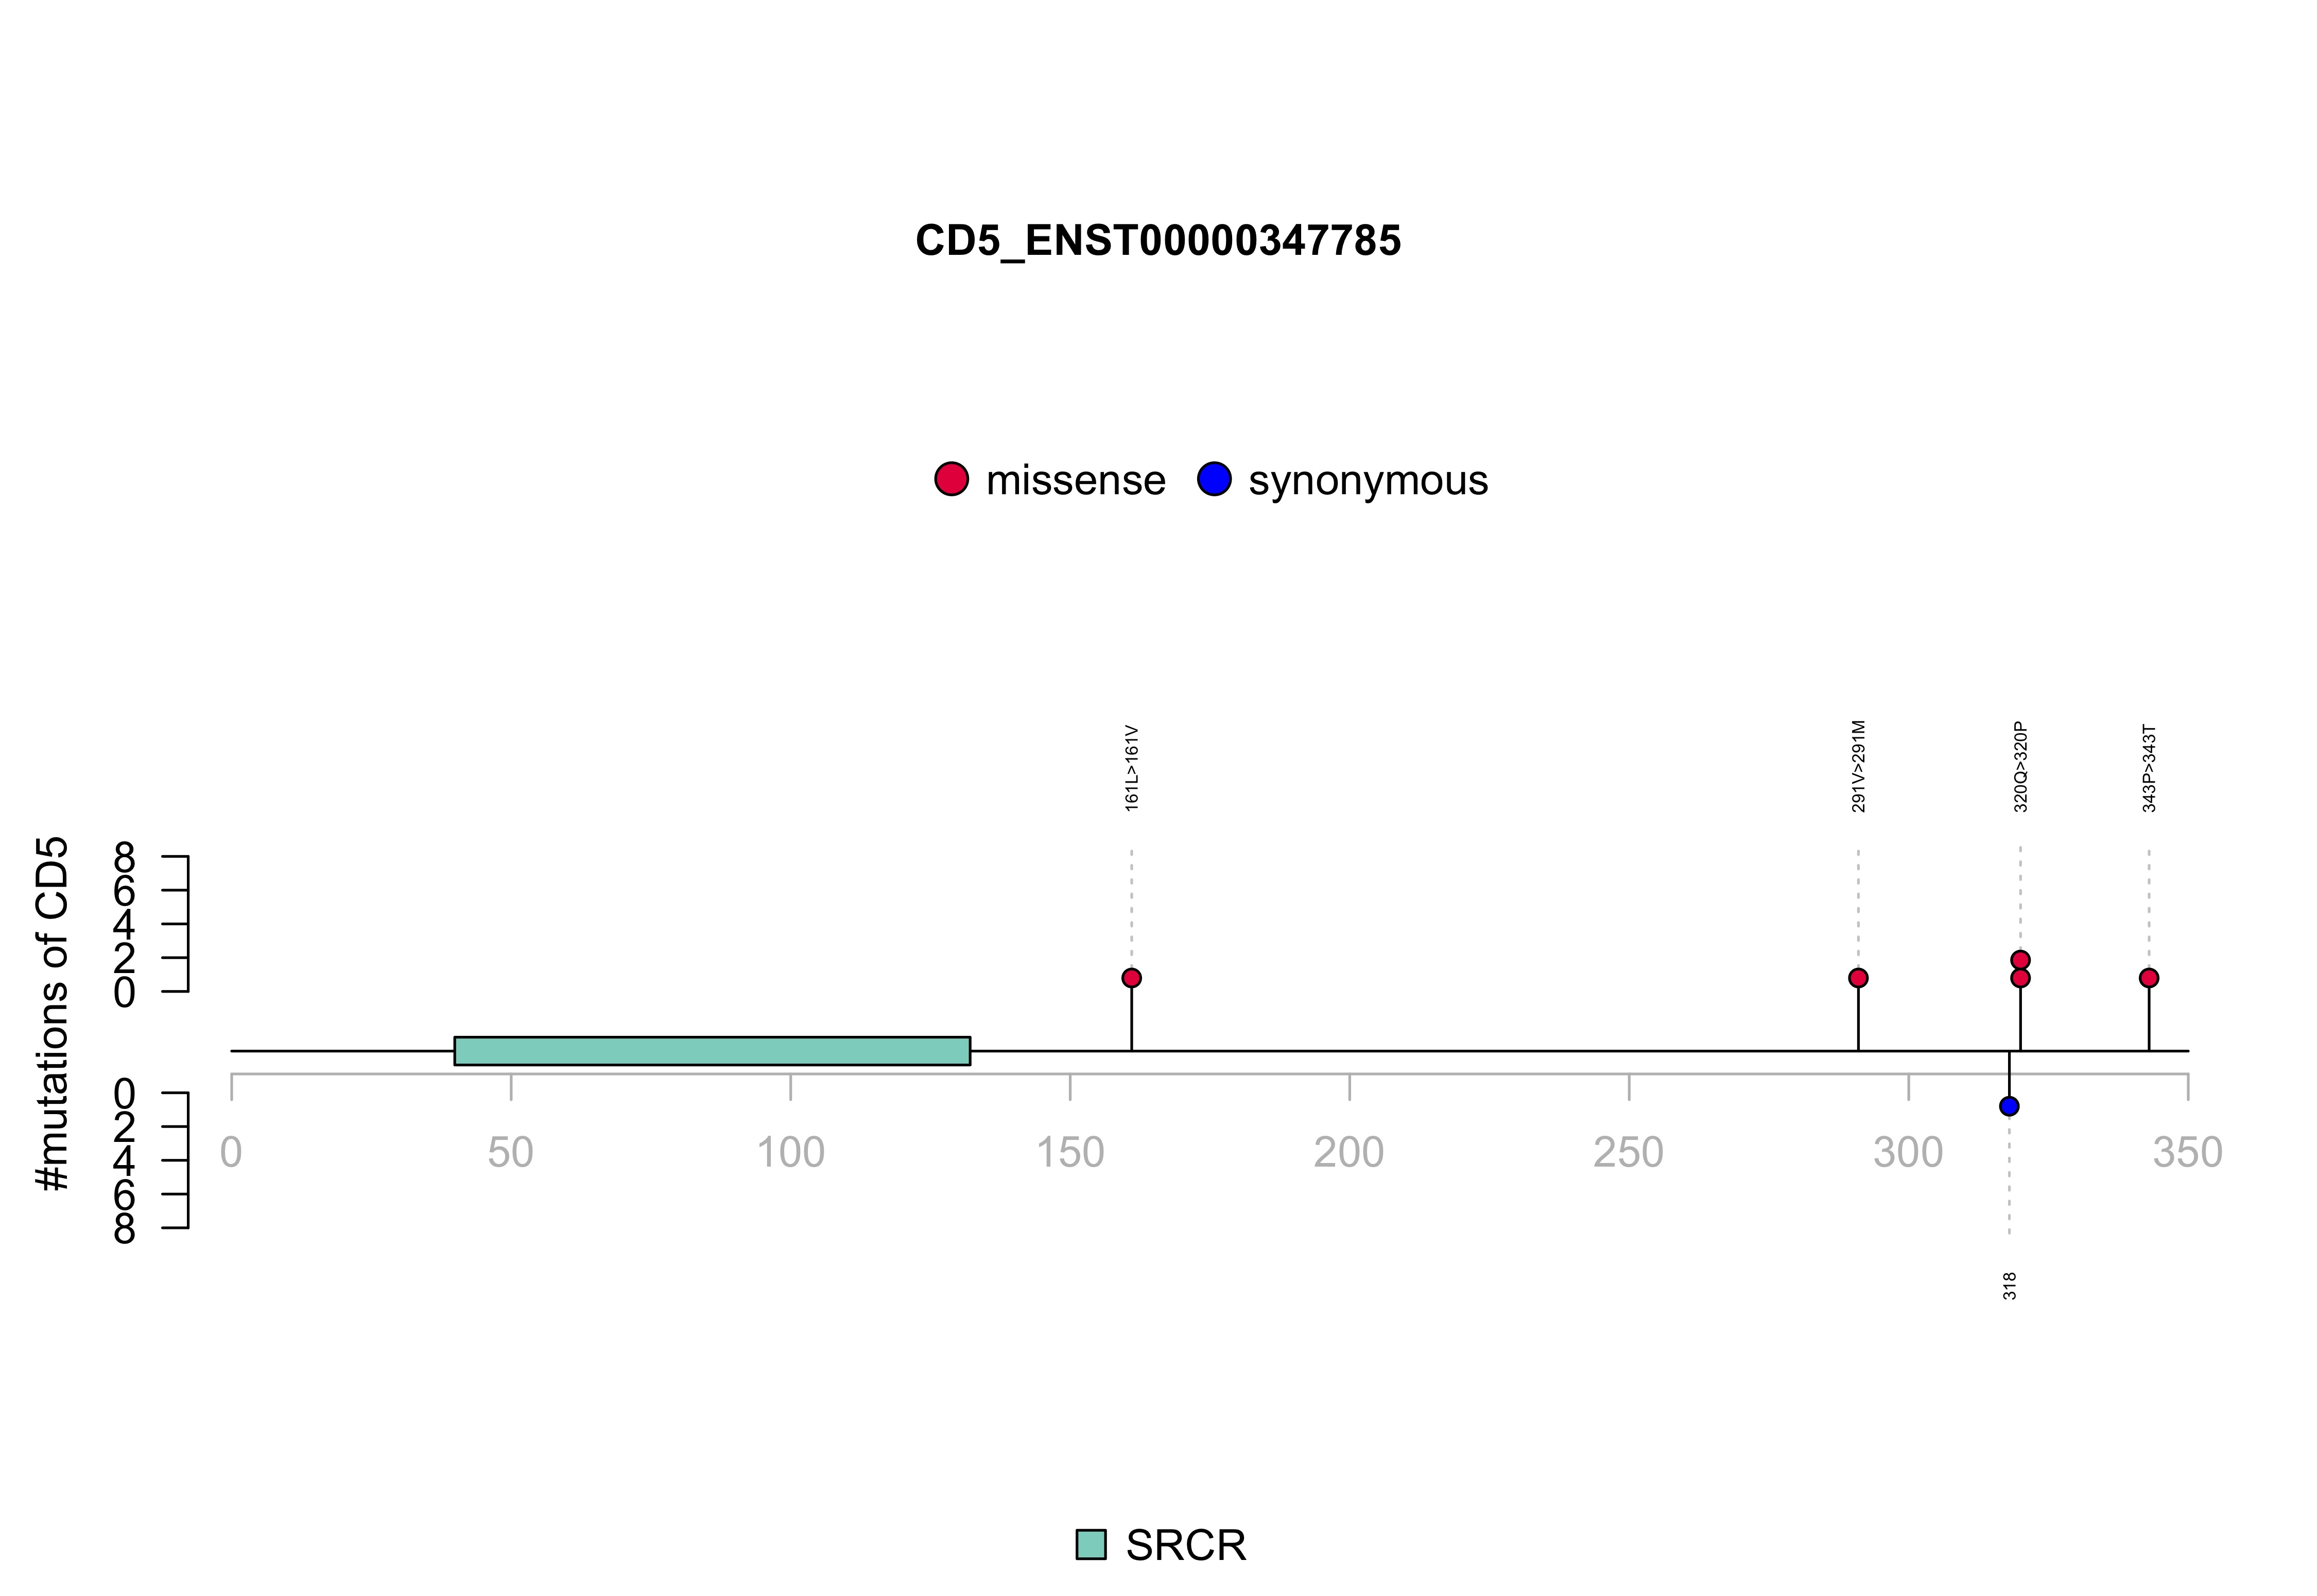 CD5_ENST00000347785
missense synonymous
161L>161V
291V>291M
320Q>320P
343P>343T
#mutations of CD5
8
6
4
2
0
0
2
4
6
8
0 50 100 150 200 250 300 350
318
SRCR